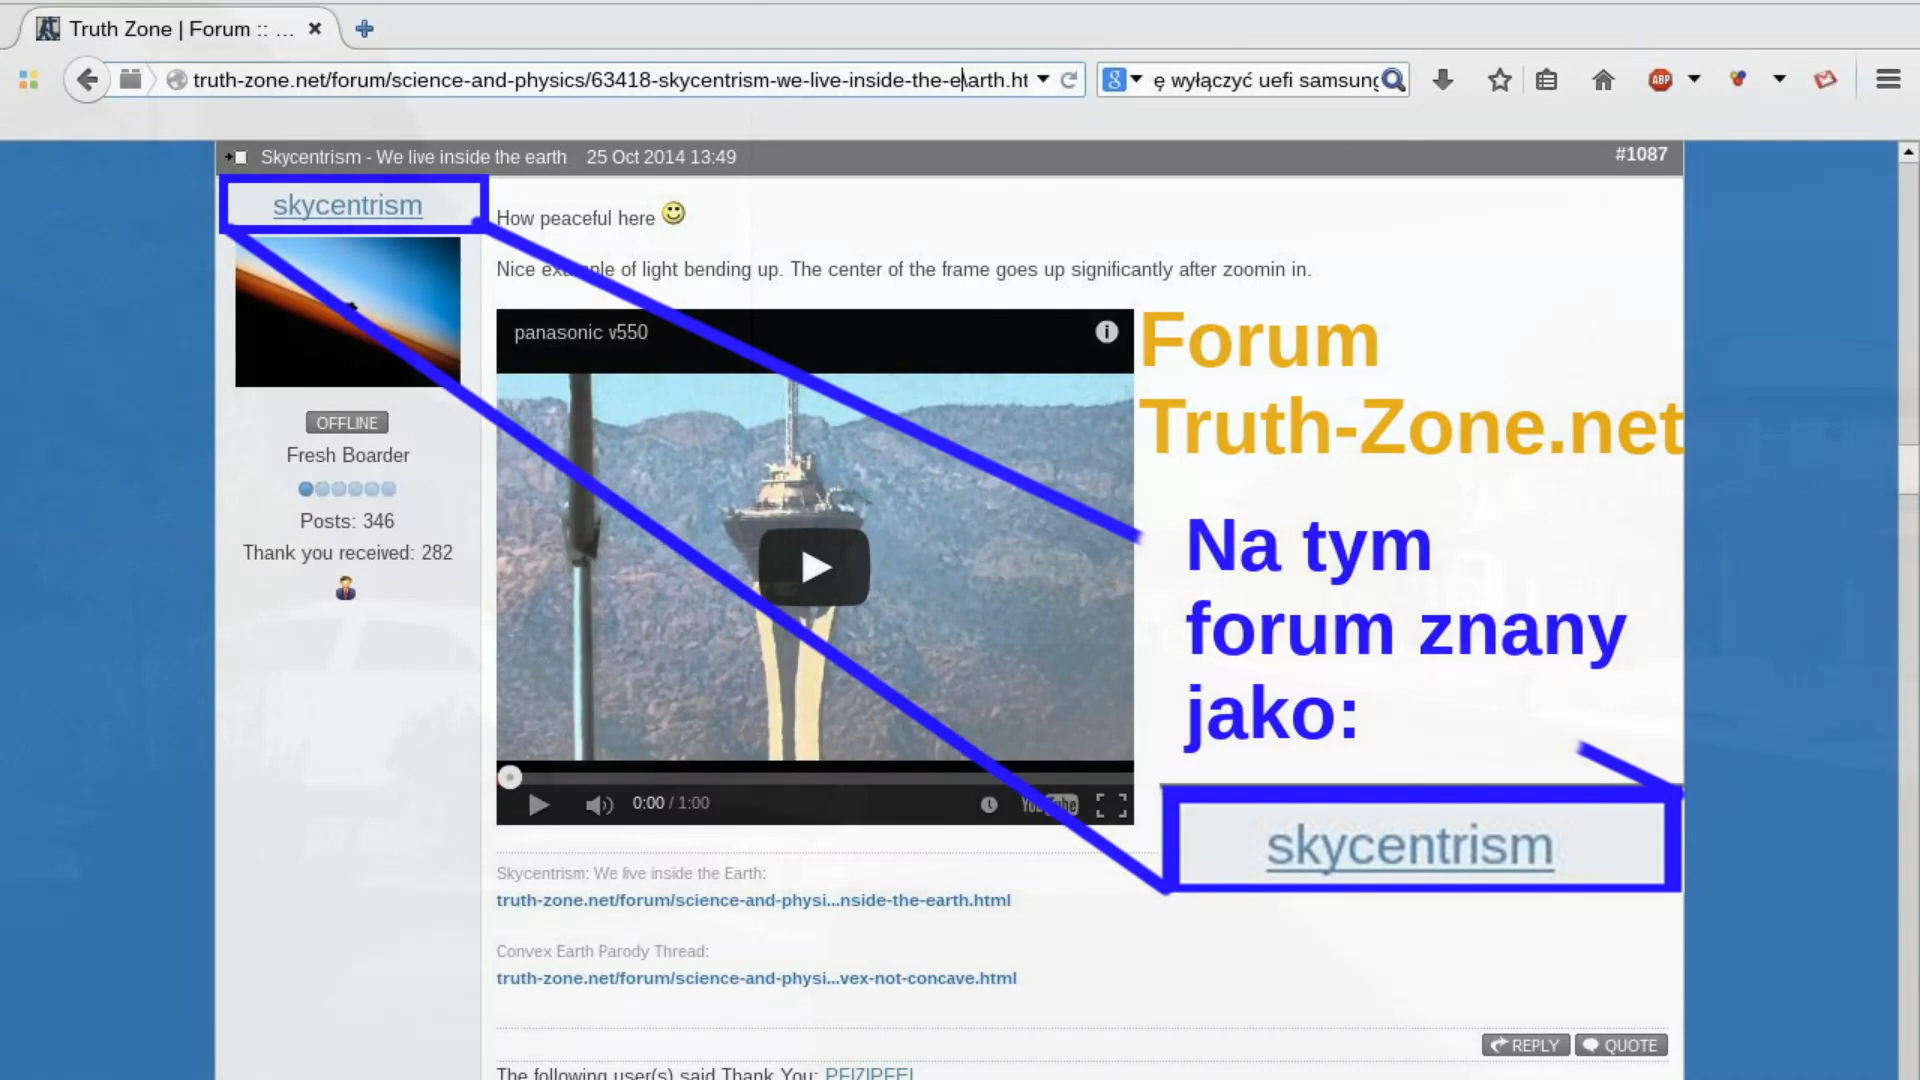 Truth Zone | Forum :: ...
truth-zone.net/forum/science-and-physics/63418-skycentrism-we-live-inside-the-earth.ht
ę wyłączyć uefi samsung
ABP
Skycentrism - We live inside the earth 25 Oct 2014 13:49
#1087
skycentrism
How peaceful here
Nice example of light bending up. The center of the frame goes up significantly after zoomin in.
panasonic v550
Forum
Truth-Zone.net
OFFLINE
Fresh Boarder
Posts: 346
Thank you received: 282
Na tym
forum znany
jako:
skycentrism
0:00 / 1:00
YouTube
Skycentrism: We live inside the Earth:
truth-zone.net/forum/science-and-physi...nside-the-earth.html
Convex Earth Parody Thread:
truth-zone.net/forum/science-and-physi...vex-not-concave.html
REPLY
QUOTE
The following user(s) said Thank You: